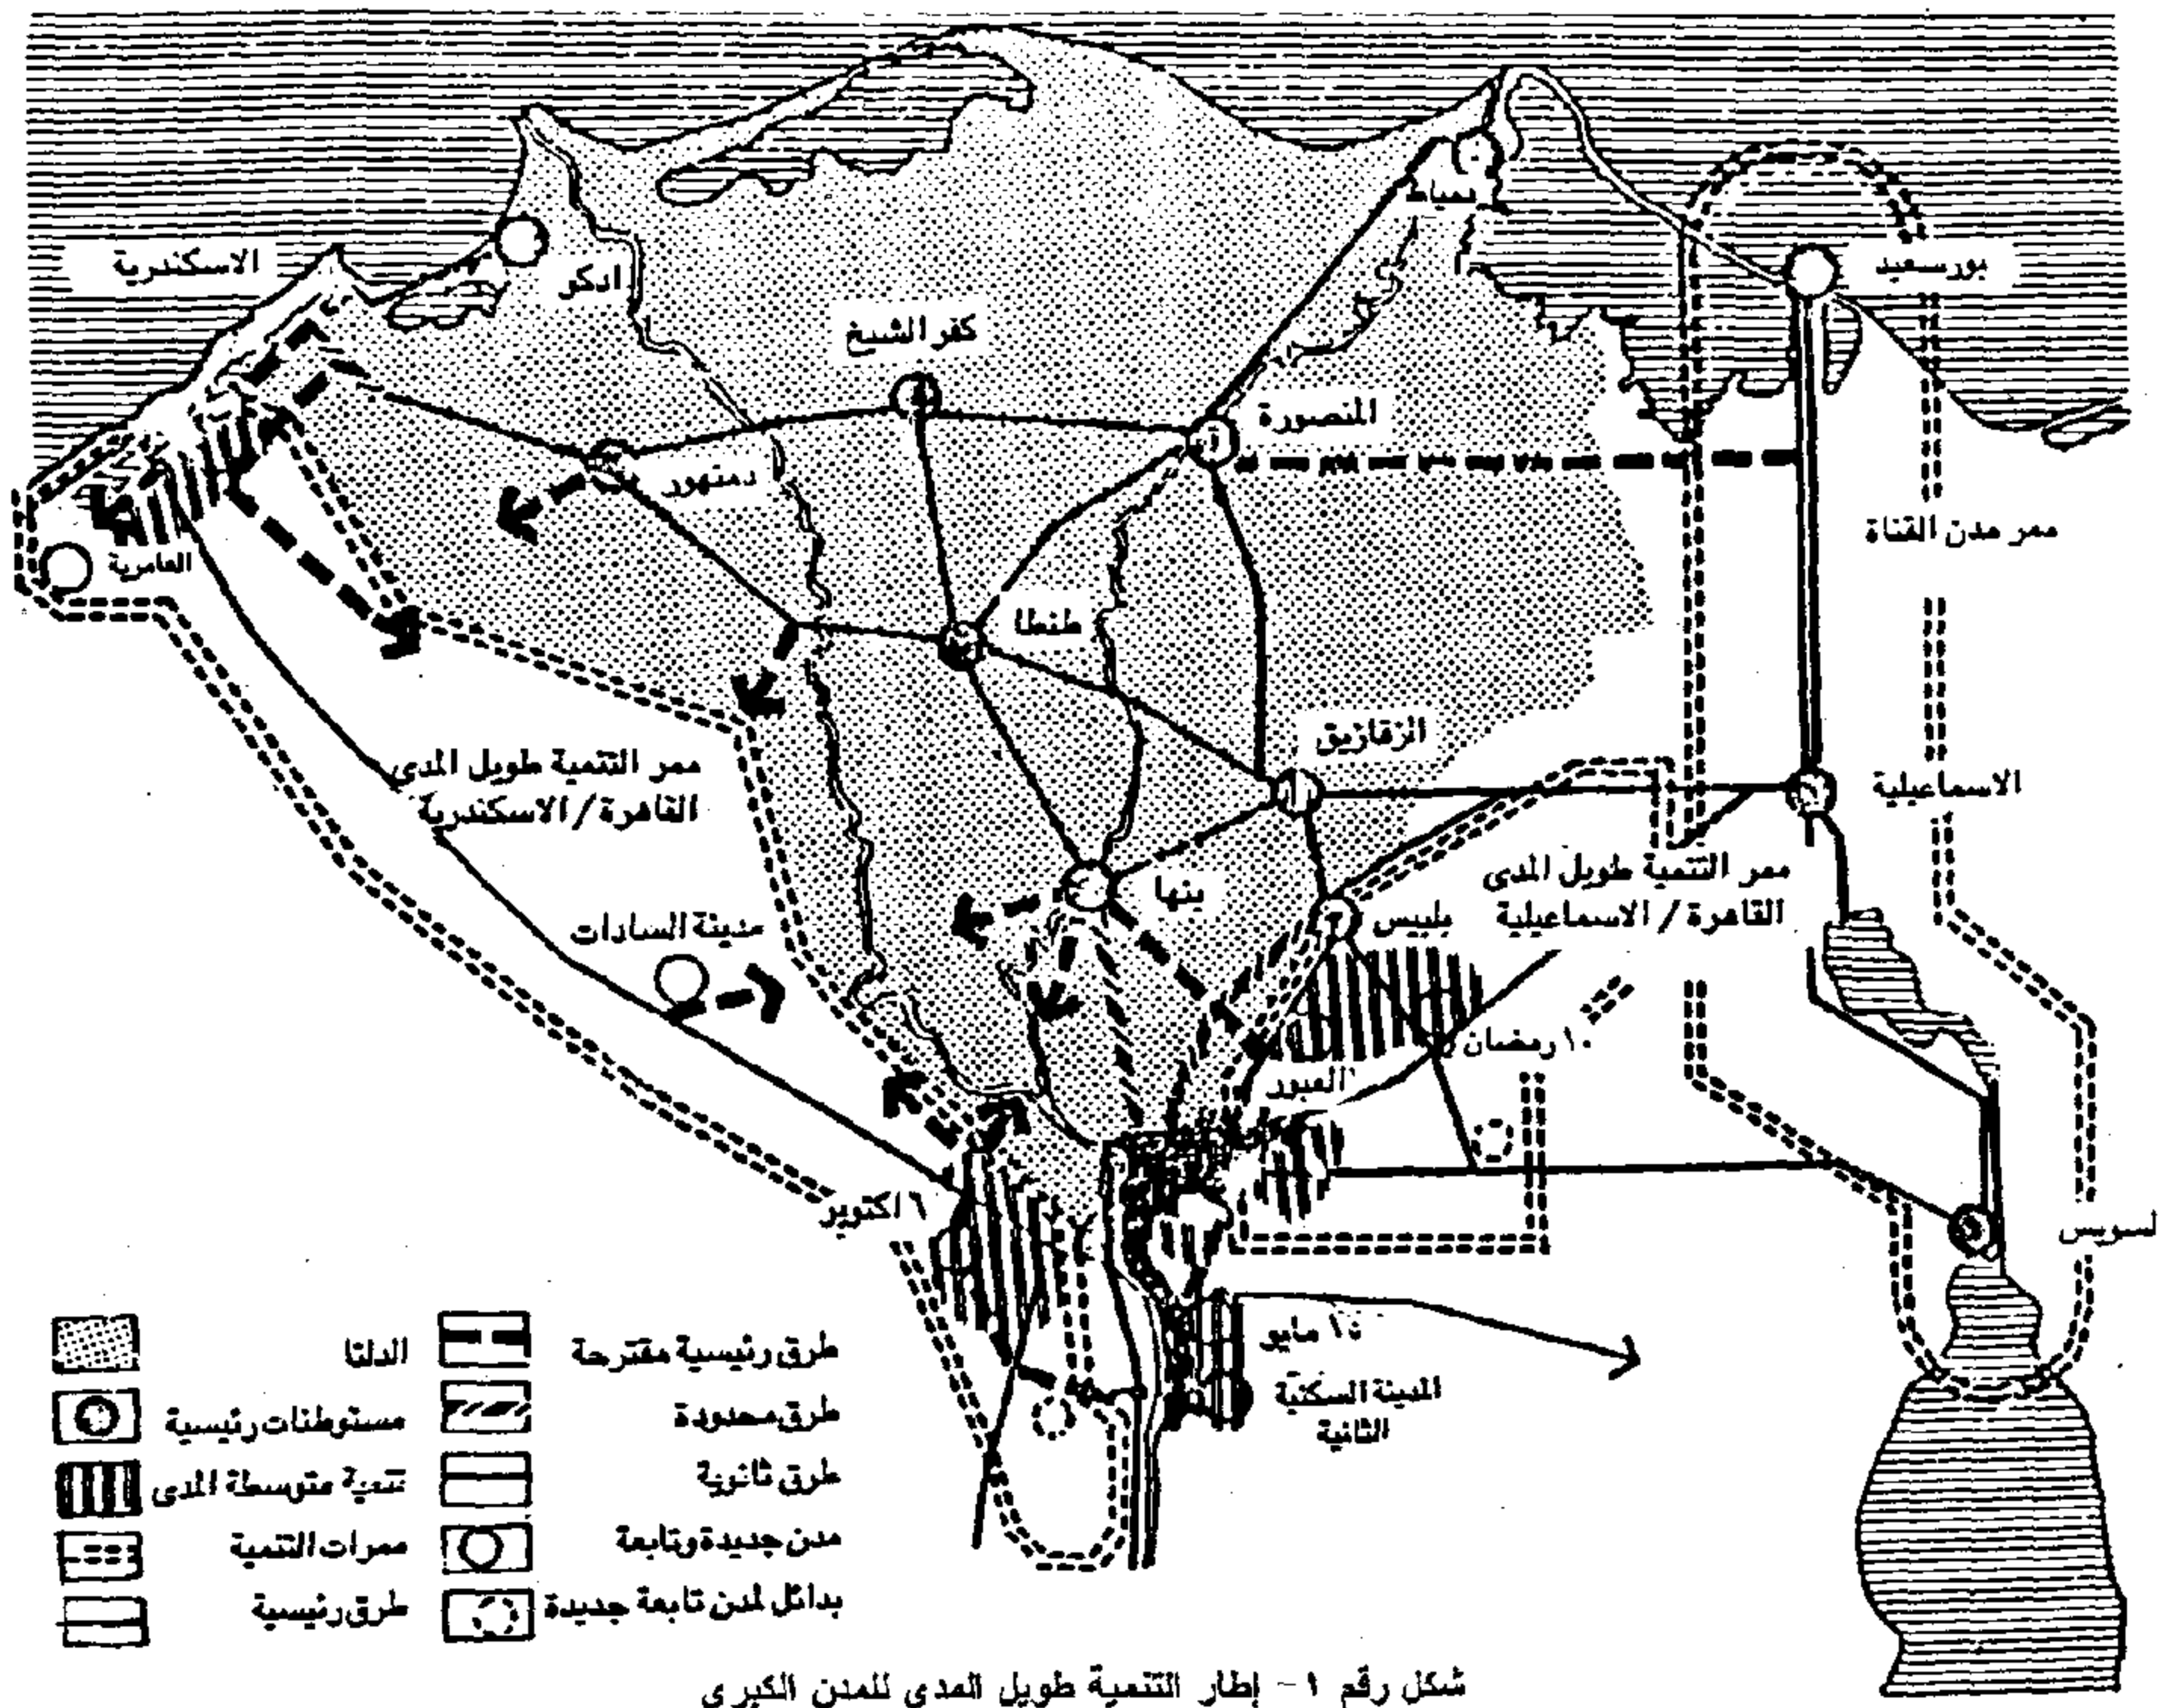 الاسكندرية
ادكو
كفر الشيخ
دمياط
بورسعيد
المنصورة
دمنهور
ممر مدن القناة
العامرية
طنطا
الزقازيق
الاسماعيلية
ممر التنمية طويل المدى
القاهرة / الاسكندرية
بنها
ممر التنمية طويل المدى
القاهرة / الاسماعيلية
بلبيس
مدينة السادات
١٠ رمضان
العبور
٦ اكتوبر
لسويس
١٥ مايو
المدينة السكنية
الثانية
الدلتا
مستوطنات رئيسية
تنمية متوسطة المدى
ممرات التنمية
طرق رئيسية
طرق رئيسية مقترحة
طرق محدودة
طرق ثانوية
مدن جديدة وتابعة
بدائل لمدن تابعة جديدة
شكل رقم ١ - إطار التنمية طويل المدى للمدن الكبرى